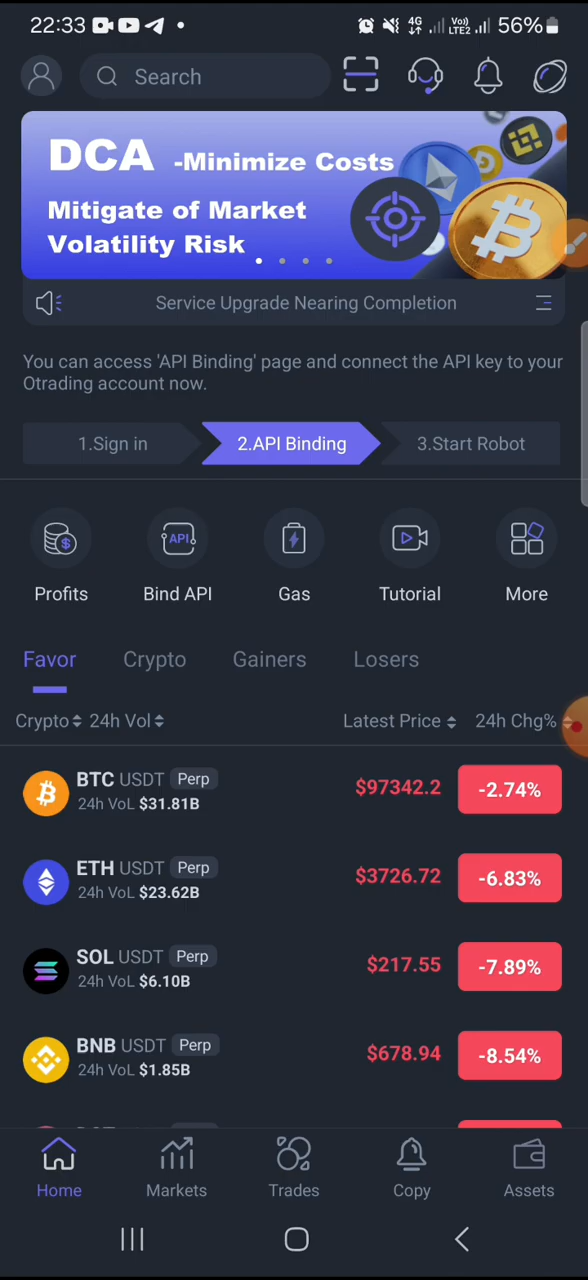 22:33 4G Vo) LTE2 56%
Search
DCA -Minimize Costs
Mitigate of Market
Volatility Risk
Service Upgrade Nearing Completion
You can access 'API Binding' page and connect the API key to your
Otrading account now.
1.Sign in 2.API Binding 3.Start Robot
API
Profits Bind API Gas Tutorial More
Favor Crypto Gainers Losers
Crypto 24h Vol Latest Price 24h Chg%
BTC USDT Perp $97342.2 -2.74%
24h VoL $31.81B
ETH USDT Perp $3726.72 -6.83%
24h VoL $23.62B
SOL USDT Perp $217.55 -7.89%
24h VoL $6.10B
BNB USDT Perp $678.94 -8.54%
24h VoL $1.85B
Home Markets Trades Copy Assets